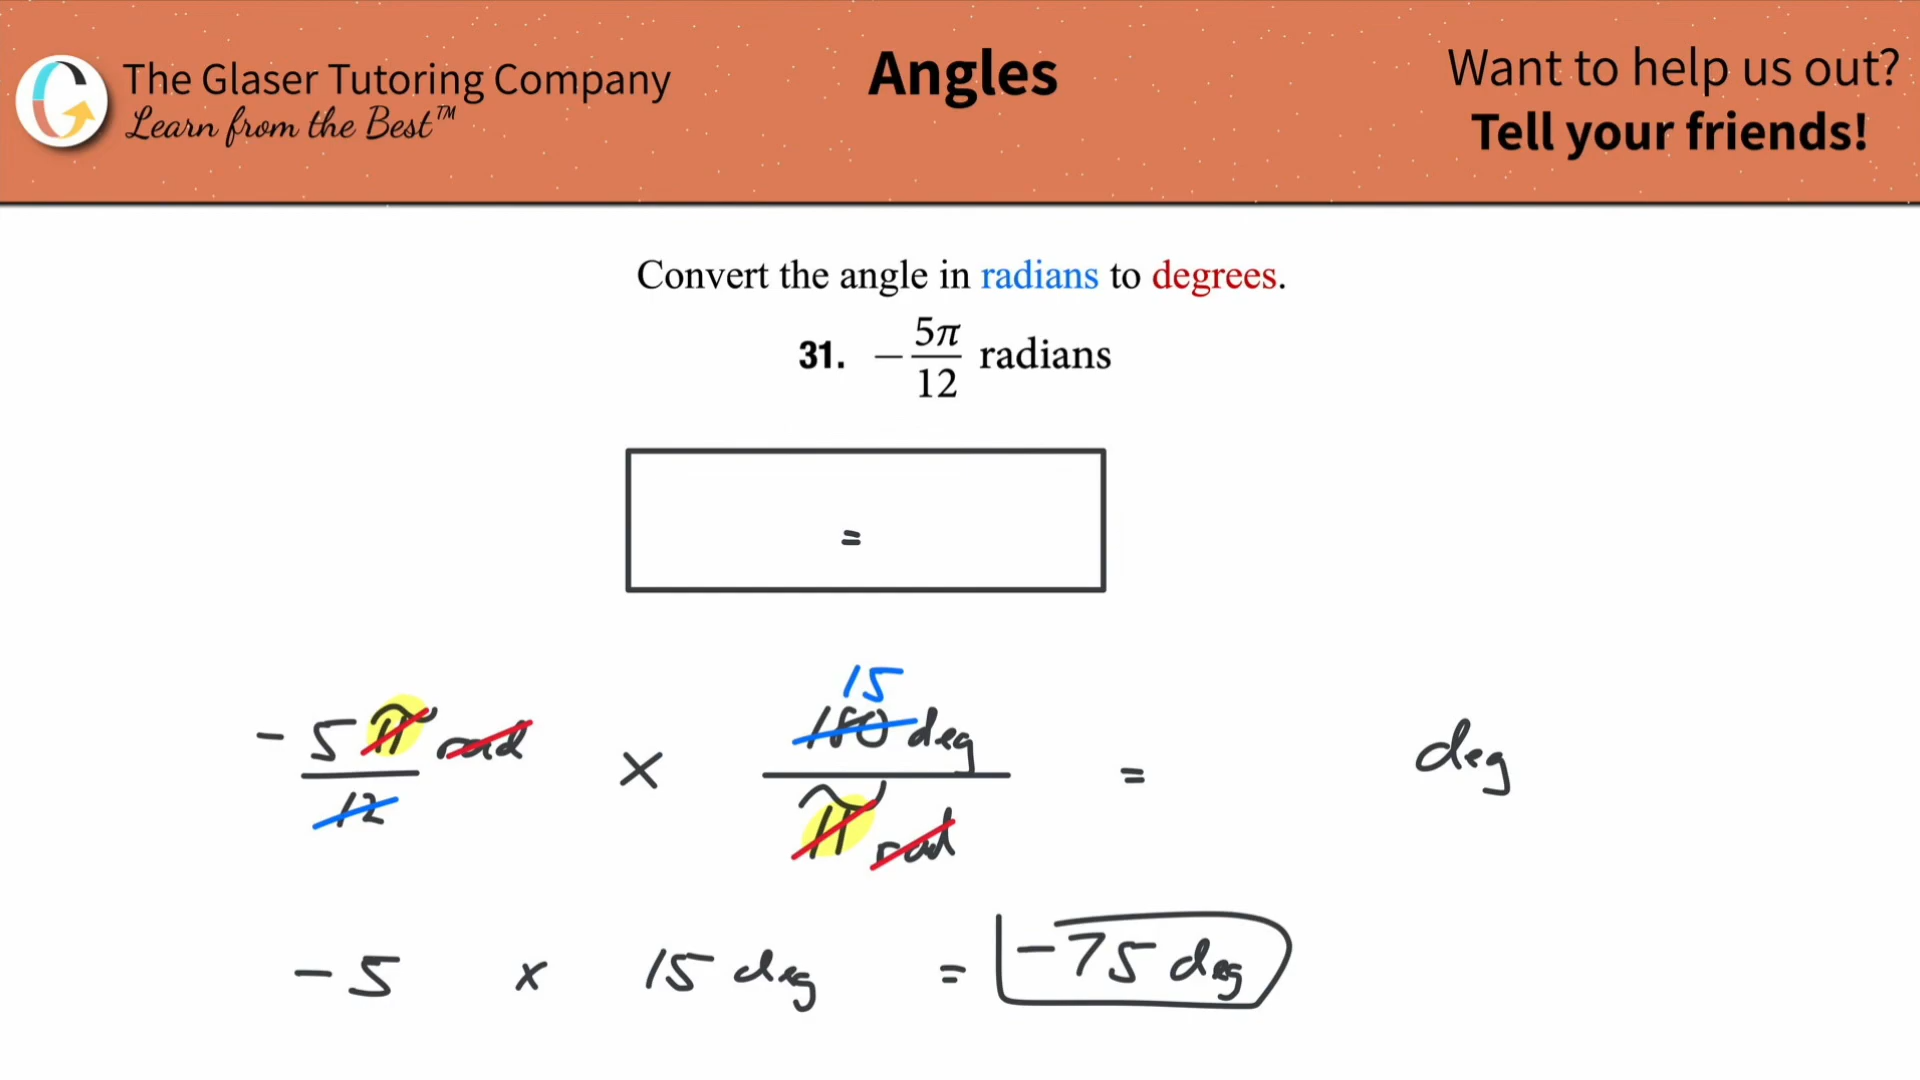 The Glaser Tutoring Company
Learn from the Best™
Angles
Want to help us out?
Tell your friends!
Convert the angle in radians to degrees.
31. −5π/12 radians
=
-5π rad/12 × 15 180 deg/π rad = deg
-5 × 15 deg = -75 deg